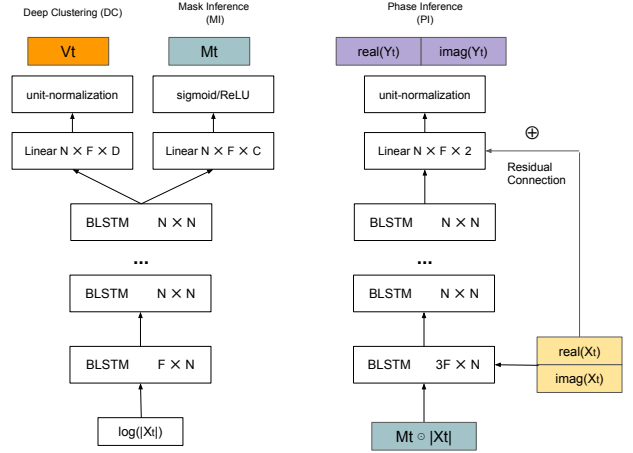 Deep Clustering (DC)
Mask Inference
(MI)
Phase Inference
(PI)
Vt
Mt
real(Yt)
imag(Yt)
unit-normalization
sigmoid/ReLU
unit-normalization
Linear N × F × D
Linear N × F × C
Linear N × F × 2
⊕
Residual
Connection
BLSTM N × N
BLSTM N × N
...
...
BLSTM N × N
BLSTM N × N
BLSTM F × N
BLSTM 3F × N
real(Xt)
imag(Xt)
log(|Xt|)
Mt ⊙ |Xt|